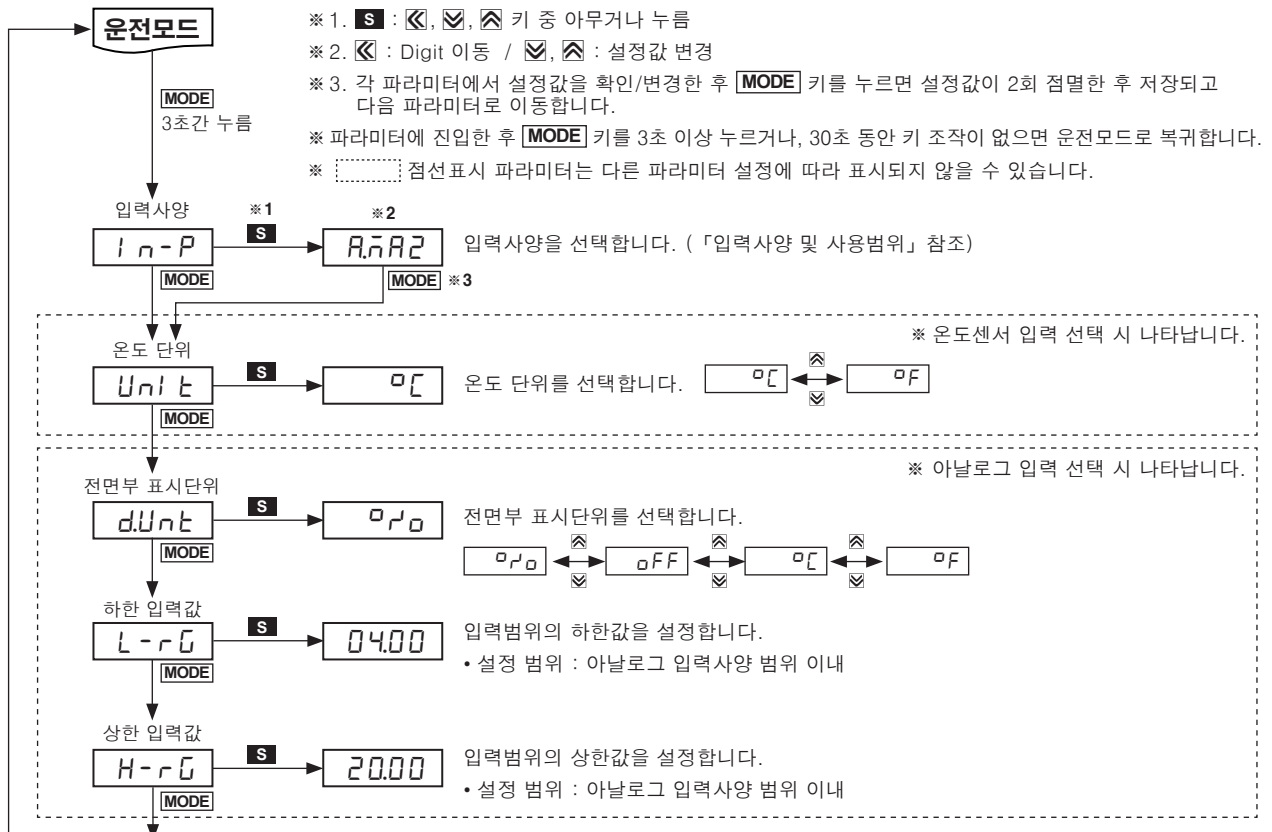 운전모드
※1. S : ≪, ︾, ︽ 키 중 아무거나 누름
※2. ≪ : Digit 이동 / ︾, ︽ : 설정값 변경
※3. 각 파라미터에서 설정값을 확인/변경한 후 MODE 키를 누르면 설정값이 2회 점멸한 후 저장되고
다음 파라미터로 이동합니다.
※ 파라미터에 진입한 후 MODE 키를 3초 이상 누르거나, 30초 동안 키 조작이 없으면 운전모드로 복귀합니다.
※ 점선표시 파라미터는 다른 파라미터 설정에 따라 표시되지 않을 수 있습니다.
MODE
3초간 누름
입력사양 ※1 ※2
In-P S A.mA2 입력사양을 선택합니다. (「입력사양 및 사용범위」참조)
MODE MODE ※3
※ 온도센서 입력 선택 시 나타납니다.
온도 단위
UnIt S °C 온도 단위를 선택합니다. °C ︽ ︾ °F
MODE
※ 아날로그 입력 선택 시 나타납니다.
전면부 표시단위
d.Unt S o/o 전면부 표시단위를 선택합니다.
MODE
o/o ︽ ︾ oFF ︽ ︾ °C ︽ ︾ °F
하한 입력값
L-rG S 04.00 입력범위의 하한값을 설정합니다.
MODE • 설정 범위 : 아날로그 입력사양 범위 이내
상한 입력값
H-rG S 20.00 입력범위의 상한값을 설정합니다.
MODE • 설정 범위 : 아날로그 입력사양 범위 이내